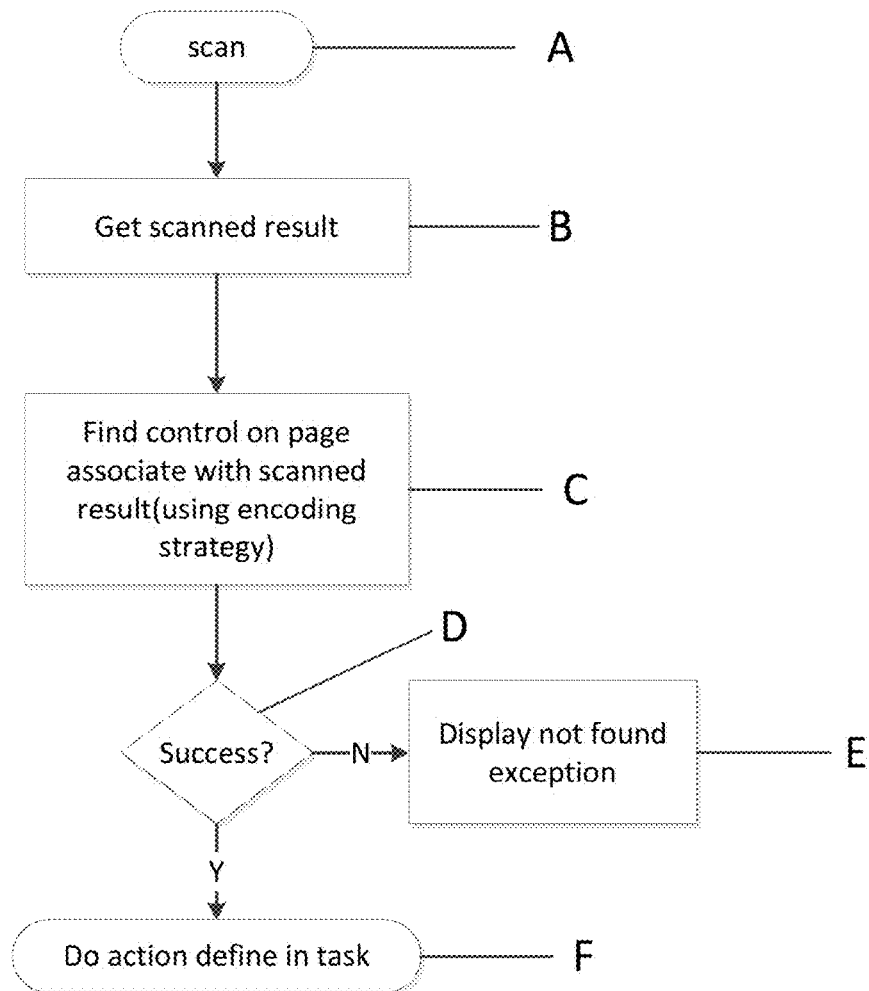 scan
A
Get scanned result
B
Find control on page
associate with scanned
result(using encoding
strategy)
C
D
Success?
N
Display not found
exception
E
Y
Do action define in task
F